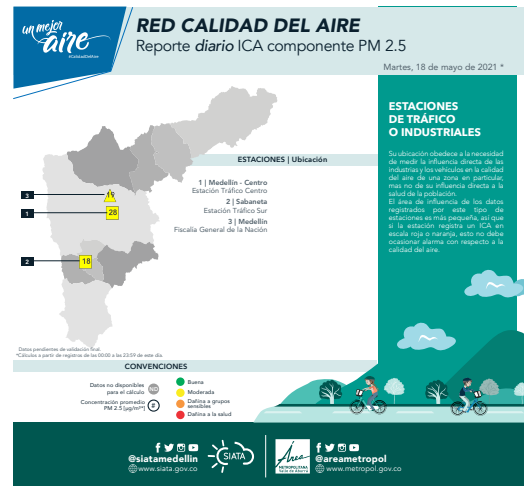 un mejor
aire
#CalidadDelAire
RED CALIDAD DEL AIRE
Reporte diario ICA componente PM 2.5
Martes, 18 de mayo de 2021 *
ESTACIONES
DE TRÁFICO
O INDUSTRIALES
Su ubicación obedece a la necesidad
de medir la influencia directa de las
industrias y los vehículos en la calidad
del aire de una zona en particular,
mas no de su influencia directa a la
salud de la población.
El área de influencia de los datos
registrados por este tipo de
estaciones es más pequeña, así que
si la estación registra un ICA en
escala roja o naranja, esto no debe
ocasionar alarma con respecto a la
calidad del aire.
ESTACIONES | Ubicación
1 | Medellín - Centro
Estación Tráfico Centro
2 | Sabaneta
Estación Tráfico Sur
3 | Medellín
Fiscalía General de la Nación
3
19
1
28
2
18
Datos pendientes de validación final.
*Cálculos a partir de registros de las 00:00 a las 23:59 de este día.
CONVENCIONES
Datos no disponibles
para el cálculo
ND
Concentración promedio
PM 2.5 [µg/m³*]
#
Buena
Moderada
Dañina a grupos
sensibles
Dañina a la salud
@siatamedellin
www.siata.gov.co
SIATA
Área
METROPOLITANA
Valle de Aburrá
@areametropol
www.metropol.gov.co